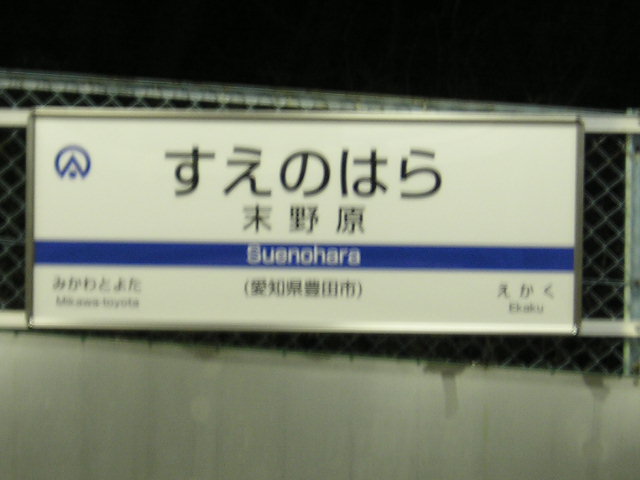 すえのはら
末野原
Suenohara
みかわとよた
Mikawa-toyota
(愛知県豊田市)
えかく
Ekaku